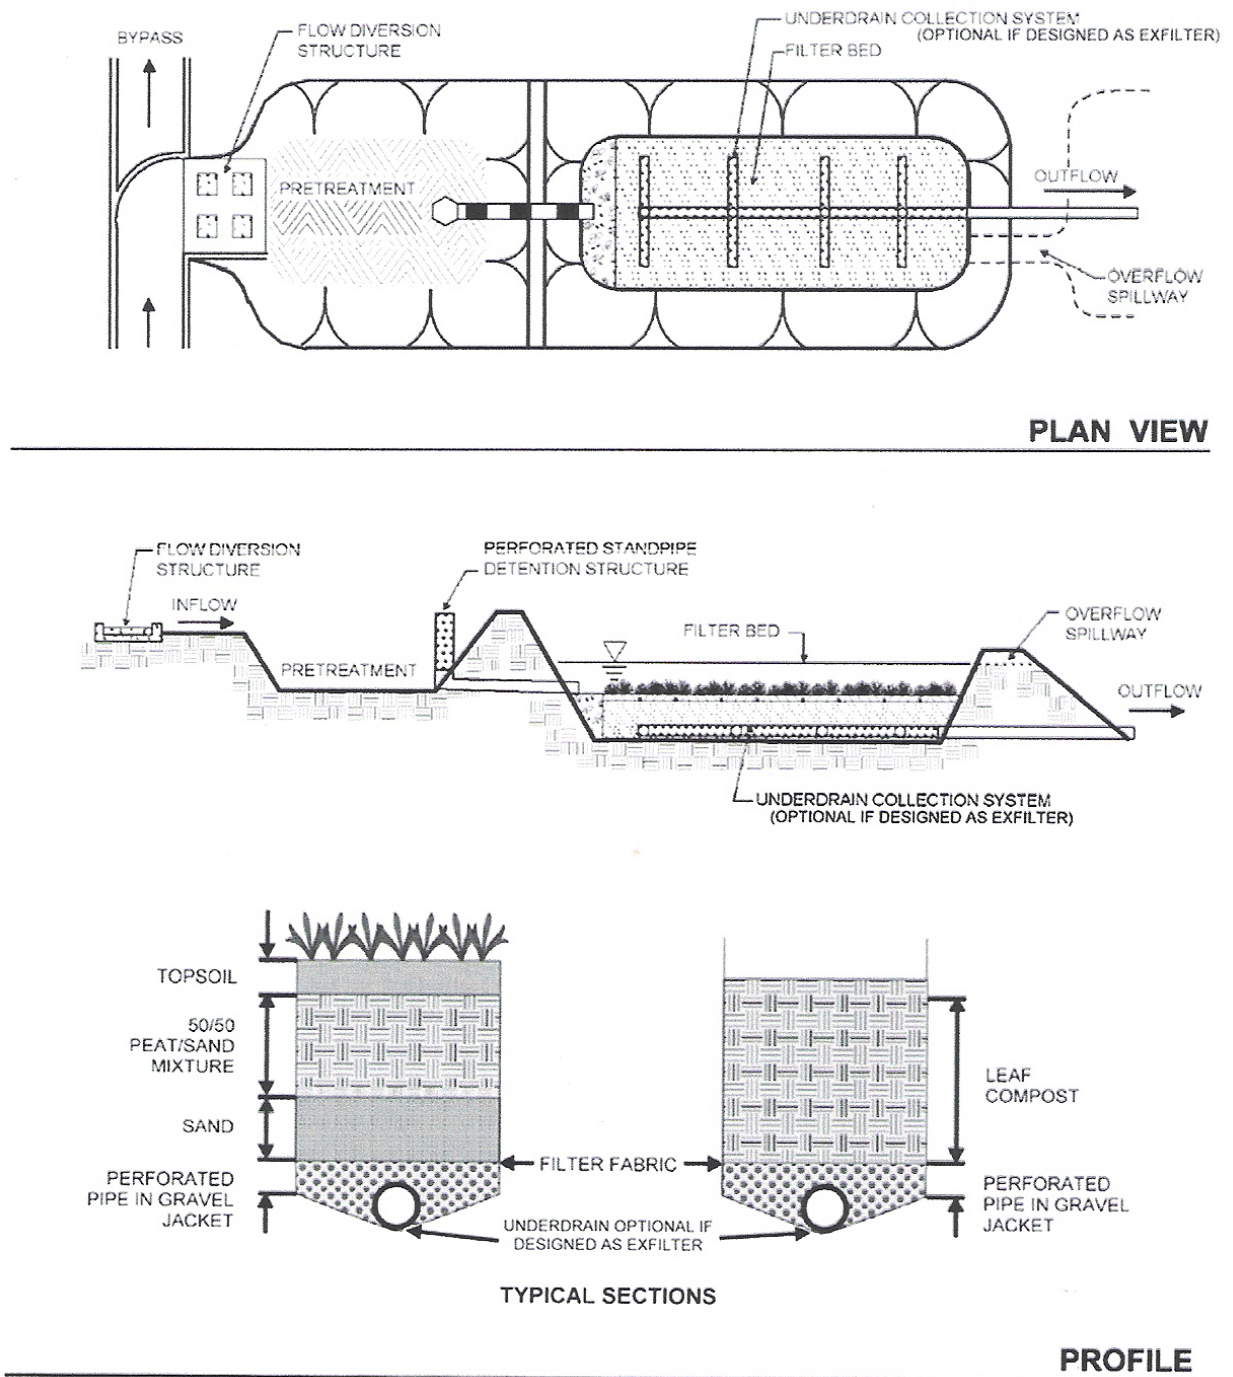 BYPASS
FLOW DIVERSION
STRUCTURE
UNDERDRAIN COLLECTION SYSTEM
(OPTIONAL IF DESIGNED AS EXFILTER)
FILTER BED
PRETREATMENT
OUTFLOW
OVERFLOW
SPILLWAY
PLAN VIEW
FLOW DIVERSION
STRUCTURE
INFLOW
PERFORATED STANDPIPE
DETENTION STRUCTURE
PRETREATMENT
FILTER BED
OVERFLOW
SPILLWAY
OUTFLOW
UNDERDRAIN COLLECTION SYSTEM
(OPTIONAL IF DESIGNED AS EXFILTER)
TOPSOIL
50/50
PEAT/SAND
MIXTURE
SAND
PERFORATED
PIPE IN GRAVEL
JACKET
FILTER FABRIC
UNDERDRAIN OPTIONAL IF
DESIGNED AS EXFILTER
LEAF
COMPOST
PERFORATED
PIPE IN GRAVEL
JACKET
TYPICAL SECTIONS
PROFILE